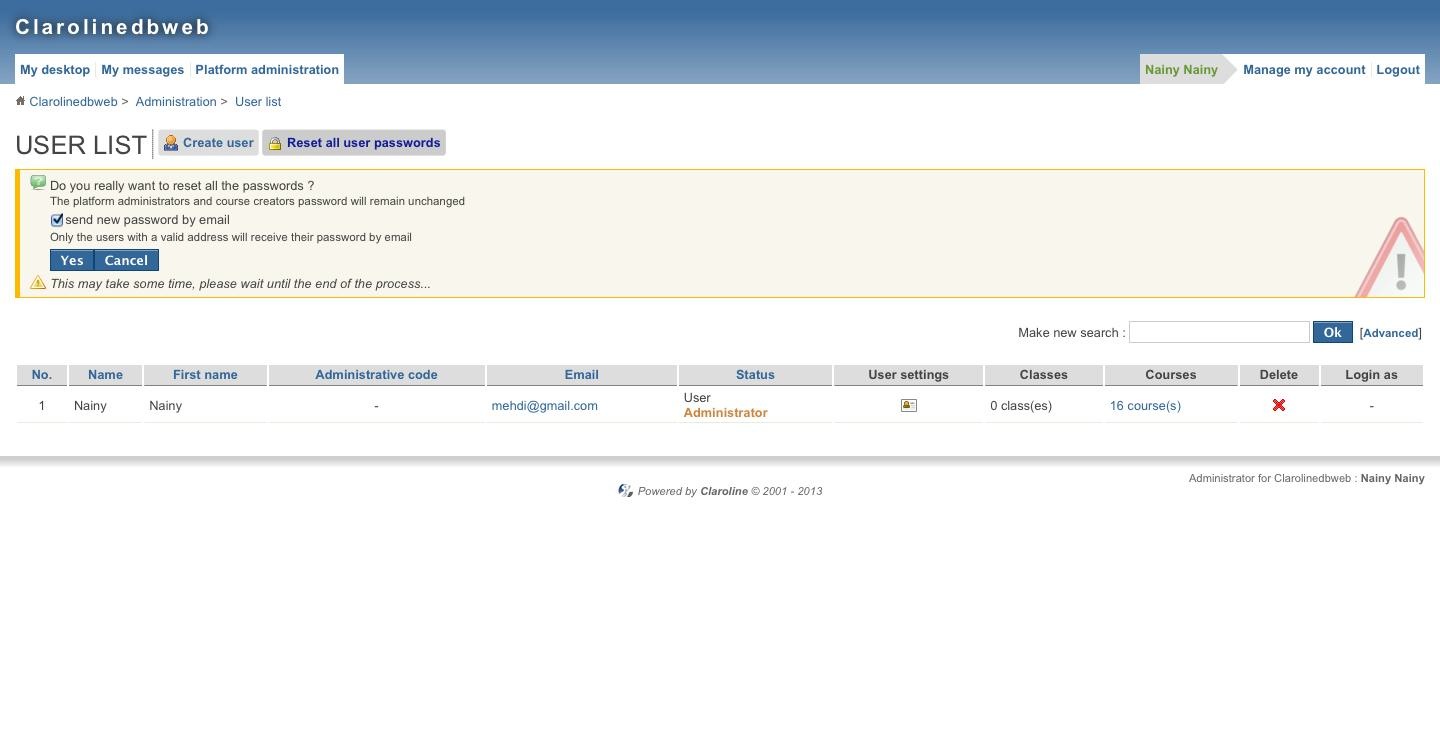 Clarolinedbweb
My desktop My messages Platform administration Nainy Nainy Manage my account Logout
Clarolinedbweb > Administration > User list
USER LIST Create user Reset all user passwords
Do you really want to reset all the passwords ?
The platform administrators and course creators password will remain unchanged
send new password by email
Only the users with a valid address will receive their password by email
Yes Cancel
This may take some time, please wait until the end of the process...
Make new search : Ok [Advanced]
No. Name First name Administrative code Email Status User settings Classes Courses Delete Login as
1 Nainy Nainy - mehdi@gmail.com User Administrator 0 class(es) 16 course(s) -
Administrator for Clarolinedbweb : Nainy Nainy
Powered by Claroline © 2001 - 2013